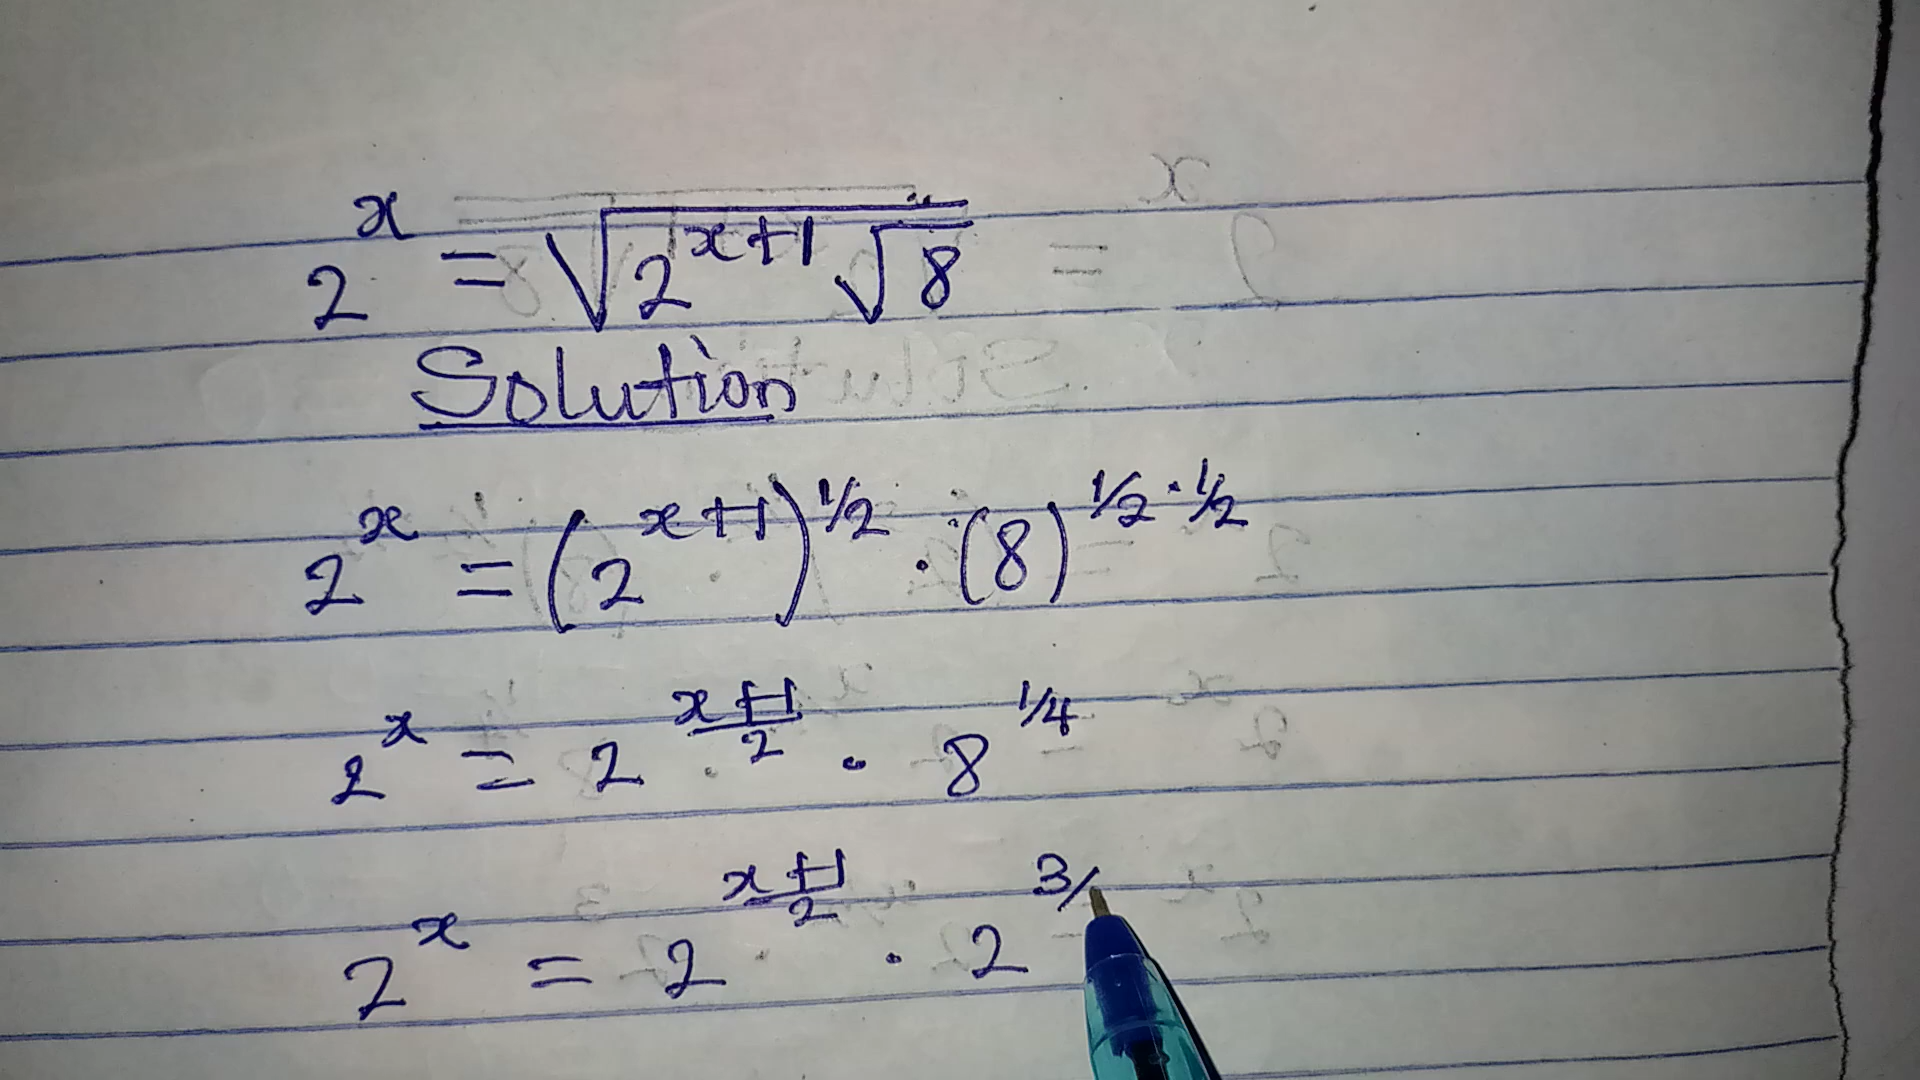 2^x = √(2^(x+1) √8)
Solution
2^x = (2^(x+1))^(1/2) · (8)^(1/2 · 1/2)
2^x = 2^((x+1)/2) · 8^(1/4)
2^x = 2^((x+1)/2) · 2^(3/